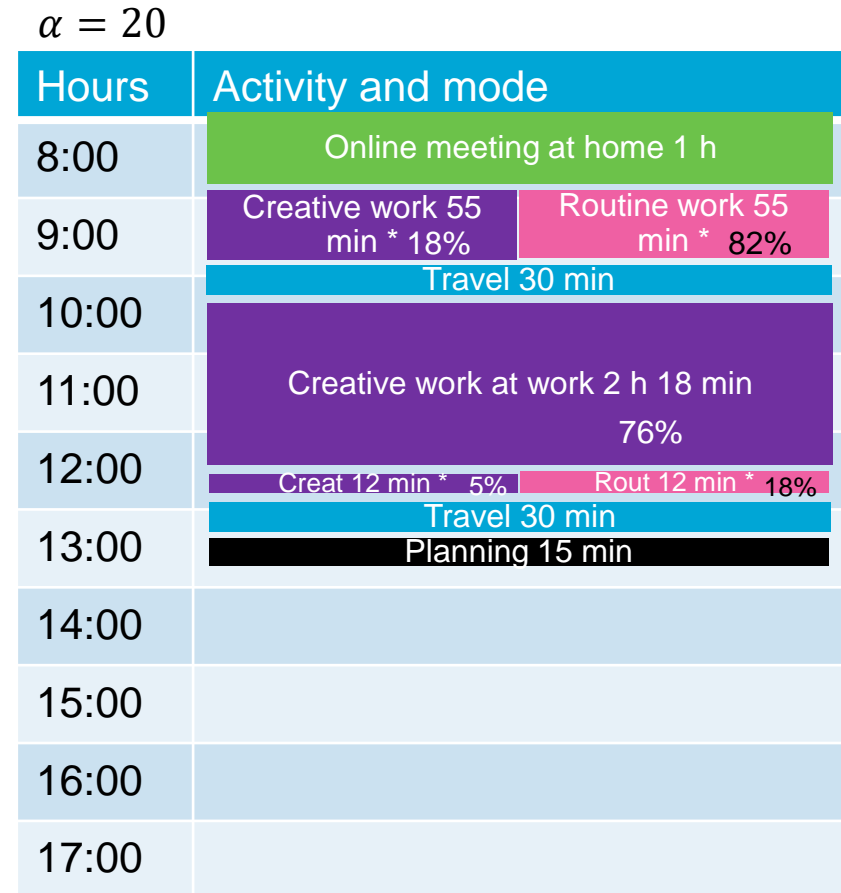 𝛼 = 20
Hours Activity and mode
8:00 Online meeting at home 1 h
9:00
Creative work 55
min * 18%
Routine work 55
min * 82%
Travel 30 min
10:00
11:00 Creative work at work 2 h 18 min
76%
12:00
Creat 12 min * 5% Rout 12 min * 18%
Travel 30 min
13:00 Planning 15 min
14:00
15:00
16:00
17:00